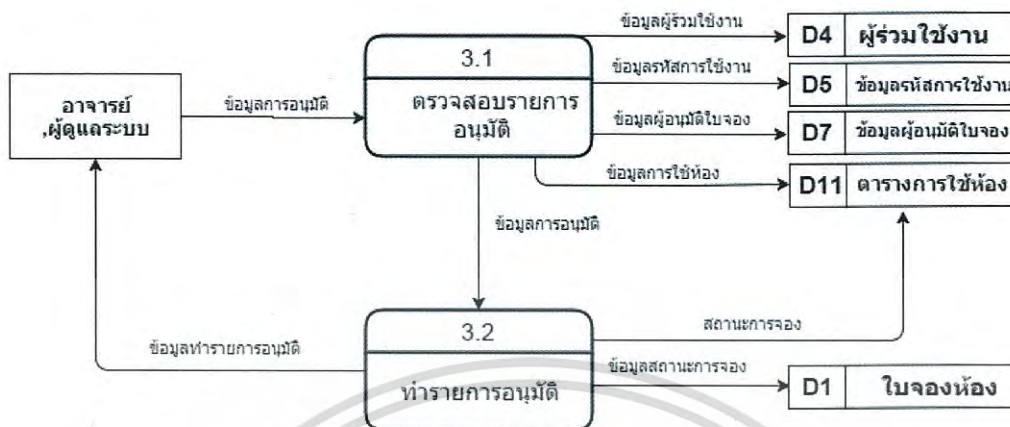 ข้อมูลผู้ร่วมใช้งาน
D4 ผู้ร่วมใช้งาน
3.1
ข้อมูลรหัสการใช้งาน
D5 ข้อมูลรหัสการใช้งาน
อาจารย์
,ผู้ดูแลระบบ
ข้อมูลการอนุมัติ
ตรวจสอบรายการ
อนุมัติ
ข้อมูลผู้อนุมัติใบจอง
D7 ข้อมูลผู้อนุมัติใบจอง
ข้อมูลการใช้ห้อง
D11 ตารางการใช้ห้อง
ข้อมูลการอนุมัติ
3.2
สถานะการจอง
ข้อมูลทำรายการอนุมัติ
ทำรายการอนุมัติ
ข้อมูลสถานะการจอง
D1 ใบจองห้อง